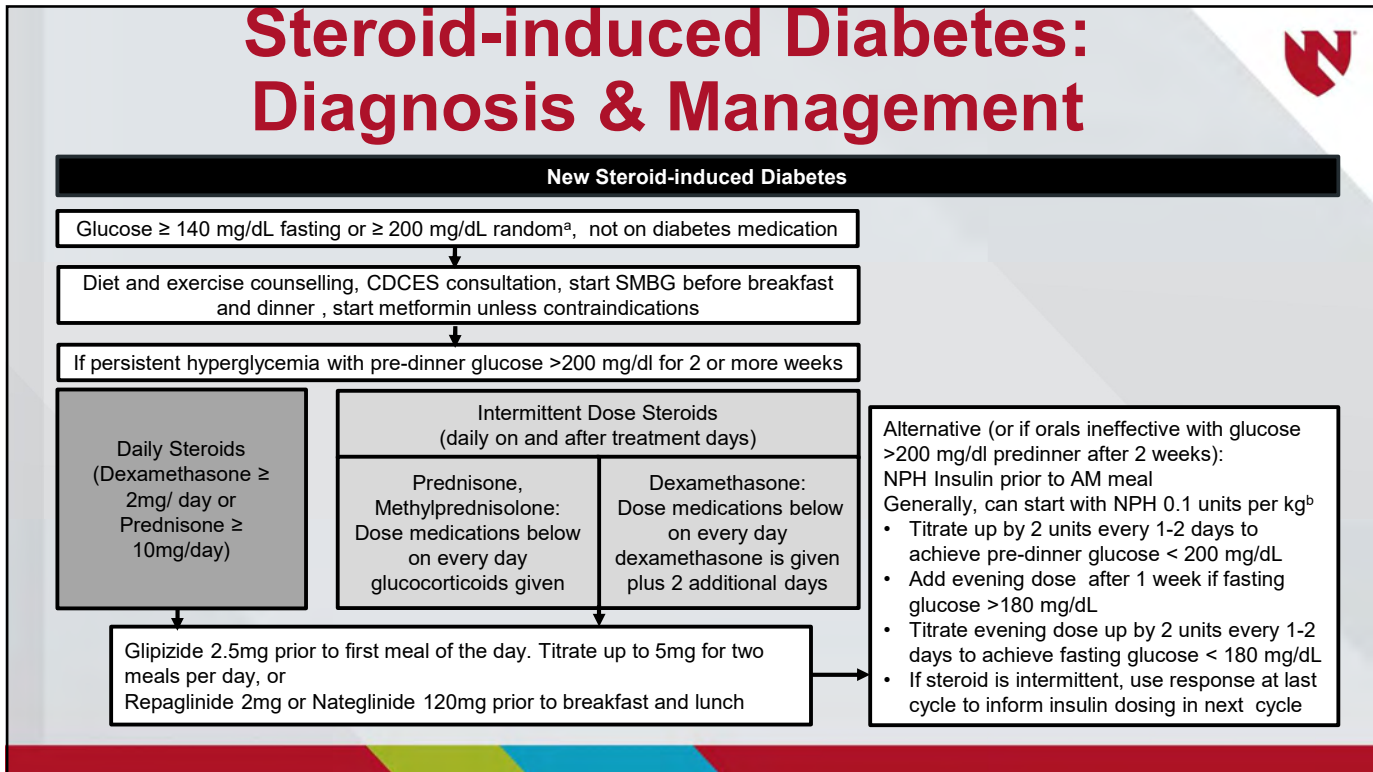 Steroid-induced Diabetes:
Diagnosis & Management
N
New Steroid-induced Diabetes
Glucose ≥ 140 mg/dL fasting or ≥ 200 mg/dL randomᵃ, not on diabetes medication
Diet and exercise counselling, CDCES consultation, start SMBG before breakfast
and dinner , start metformin unless contraindications
If persistent hyperglycemia with pre-dinner glucose >200 mg/dl for 2 or more weeks
Daily Steroids
(Dexamethasone ≥
2mg/ day or
Prednisone ≥
10mg/day)
Intermittent Dose Steroids
(daily on and after treatment days)
Prednisone,
Methylprednisolone:
Dose medications below
on every day
glucocorticoids given
Dexamethasone:
Dose medications below
on every day
dexamethasone is given
plus 2 additional days
Glipizide 2.5mg prior to first meal of the day. Titrate up to 5mg for two
meals per day, or
Repaglinide 2mg or Nateglinide 120mg prior to breakfast and lunch
Alternative (or if orals ineffective with glucose
>200 mg/dl predinner after 2 weeks):
NPH Insulin prior to AM meal
Generally, can start with NPH 0.1 units per kgᵇ
• Titrate up by 2 units every 1-2 days to
achieve pre-dinner glucose < 200 mg/dL
• Add evening dose after 1 week if fasting
glucose >180 mg/dL
• Titrate evening dose up by 2 units every 1-2
days to achieve fasting glucose < 180 mg/dL
• If steroid is intermittent, use response at last
cycle to inform insulin dosing in next cycle